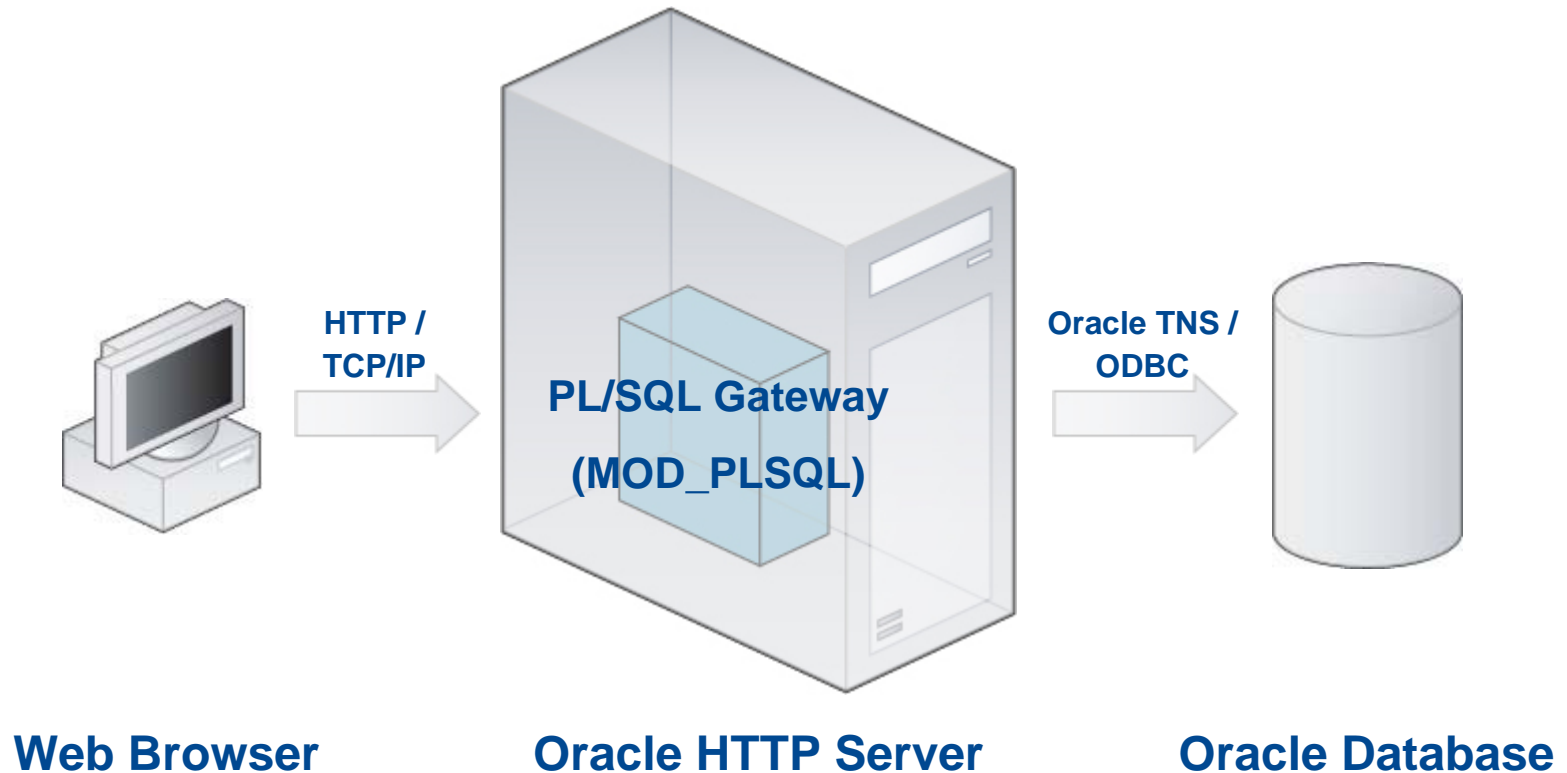 HTTP /
TCP/IP
PL/SQL Gateway
(MOD_PLSQL)
Oracle TNS /
ODBC
Web Browser
Oracle HTTP Server
Oracle Database